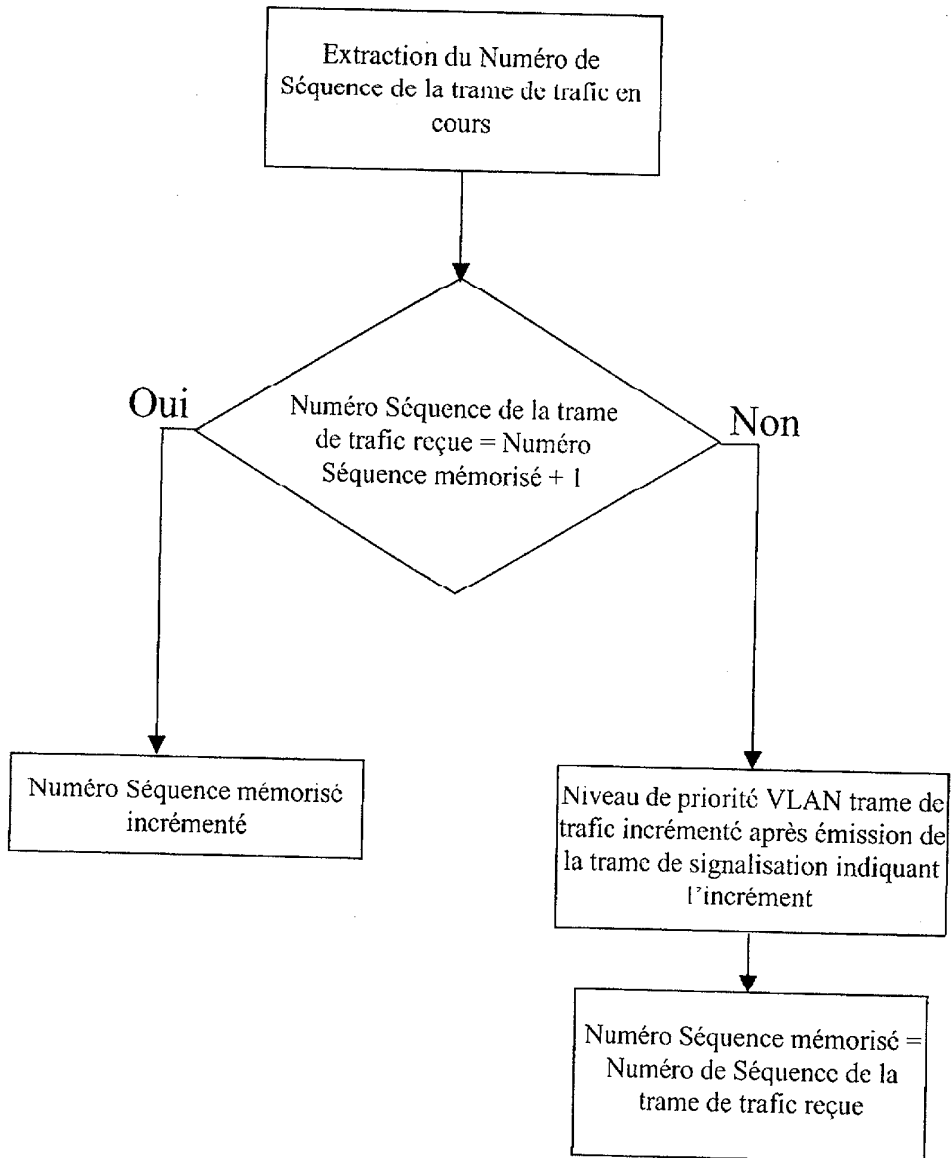 Extraction du Numéro de
Séquence de la trame de trafic en
cours
Oui
Numéro Séquence de la trame
de trafic reçue = Numéro
Séquence mémorisé + 1
Non
Numéro Séquence mémorisé
incrémenté
Niveau de priorité VLAN trame de
trafic incrémenté après émission de
la trame de signalisation indiquant
l'incrément
Numéro Séquence mémorisé =
Numéro de Séquence de la
trame de trafic reçue